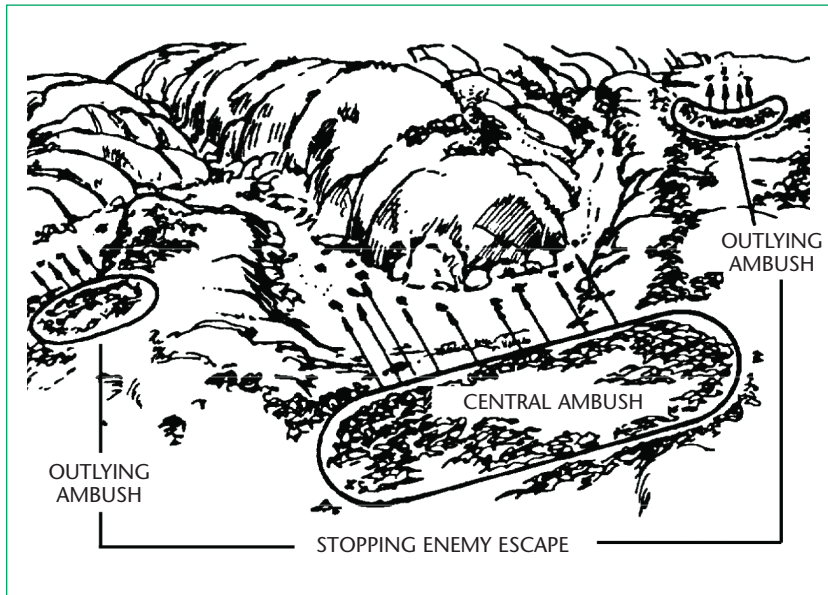 OUTLYING
AMBUSH
CENTRAL AMBUSH
OUTLYING
AMBUSH
STOPPING ENEMY ESCAPE